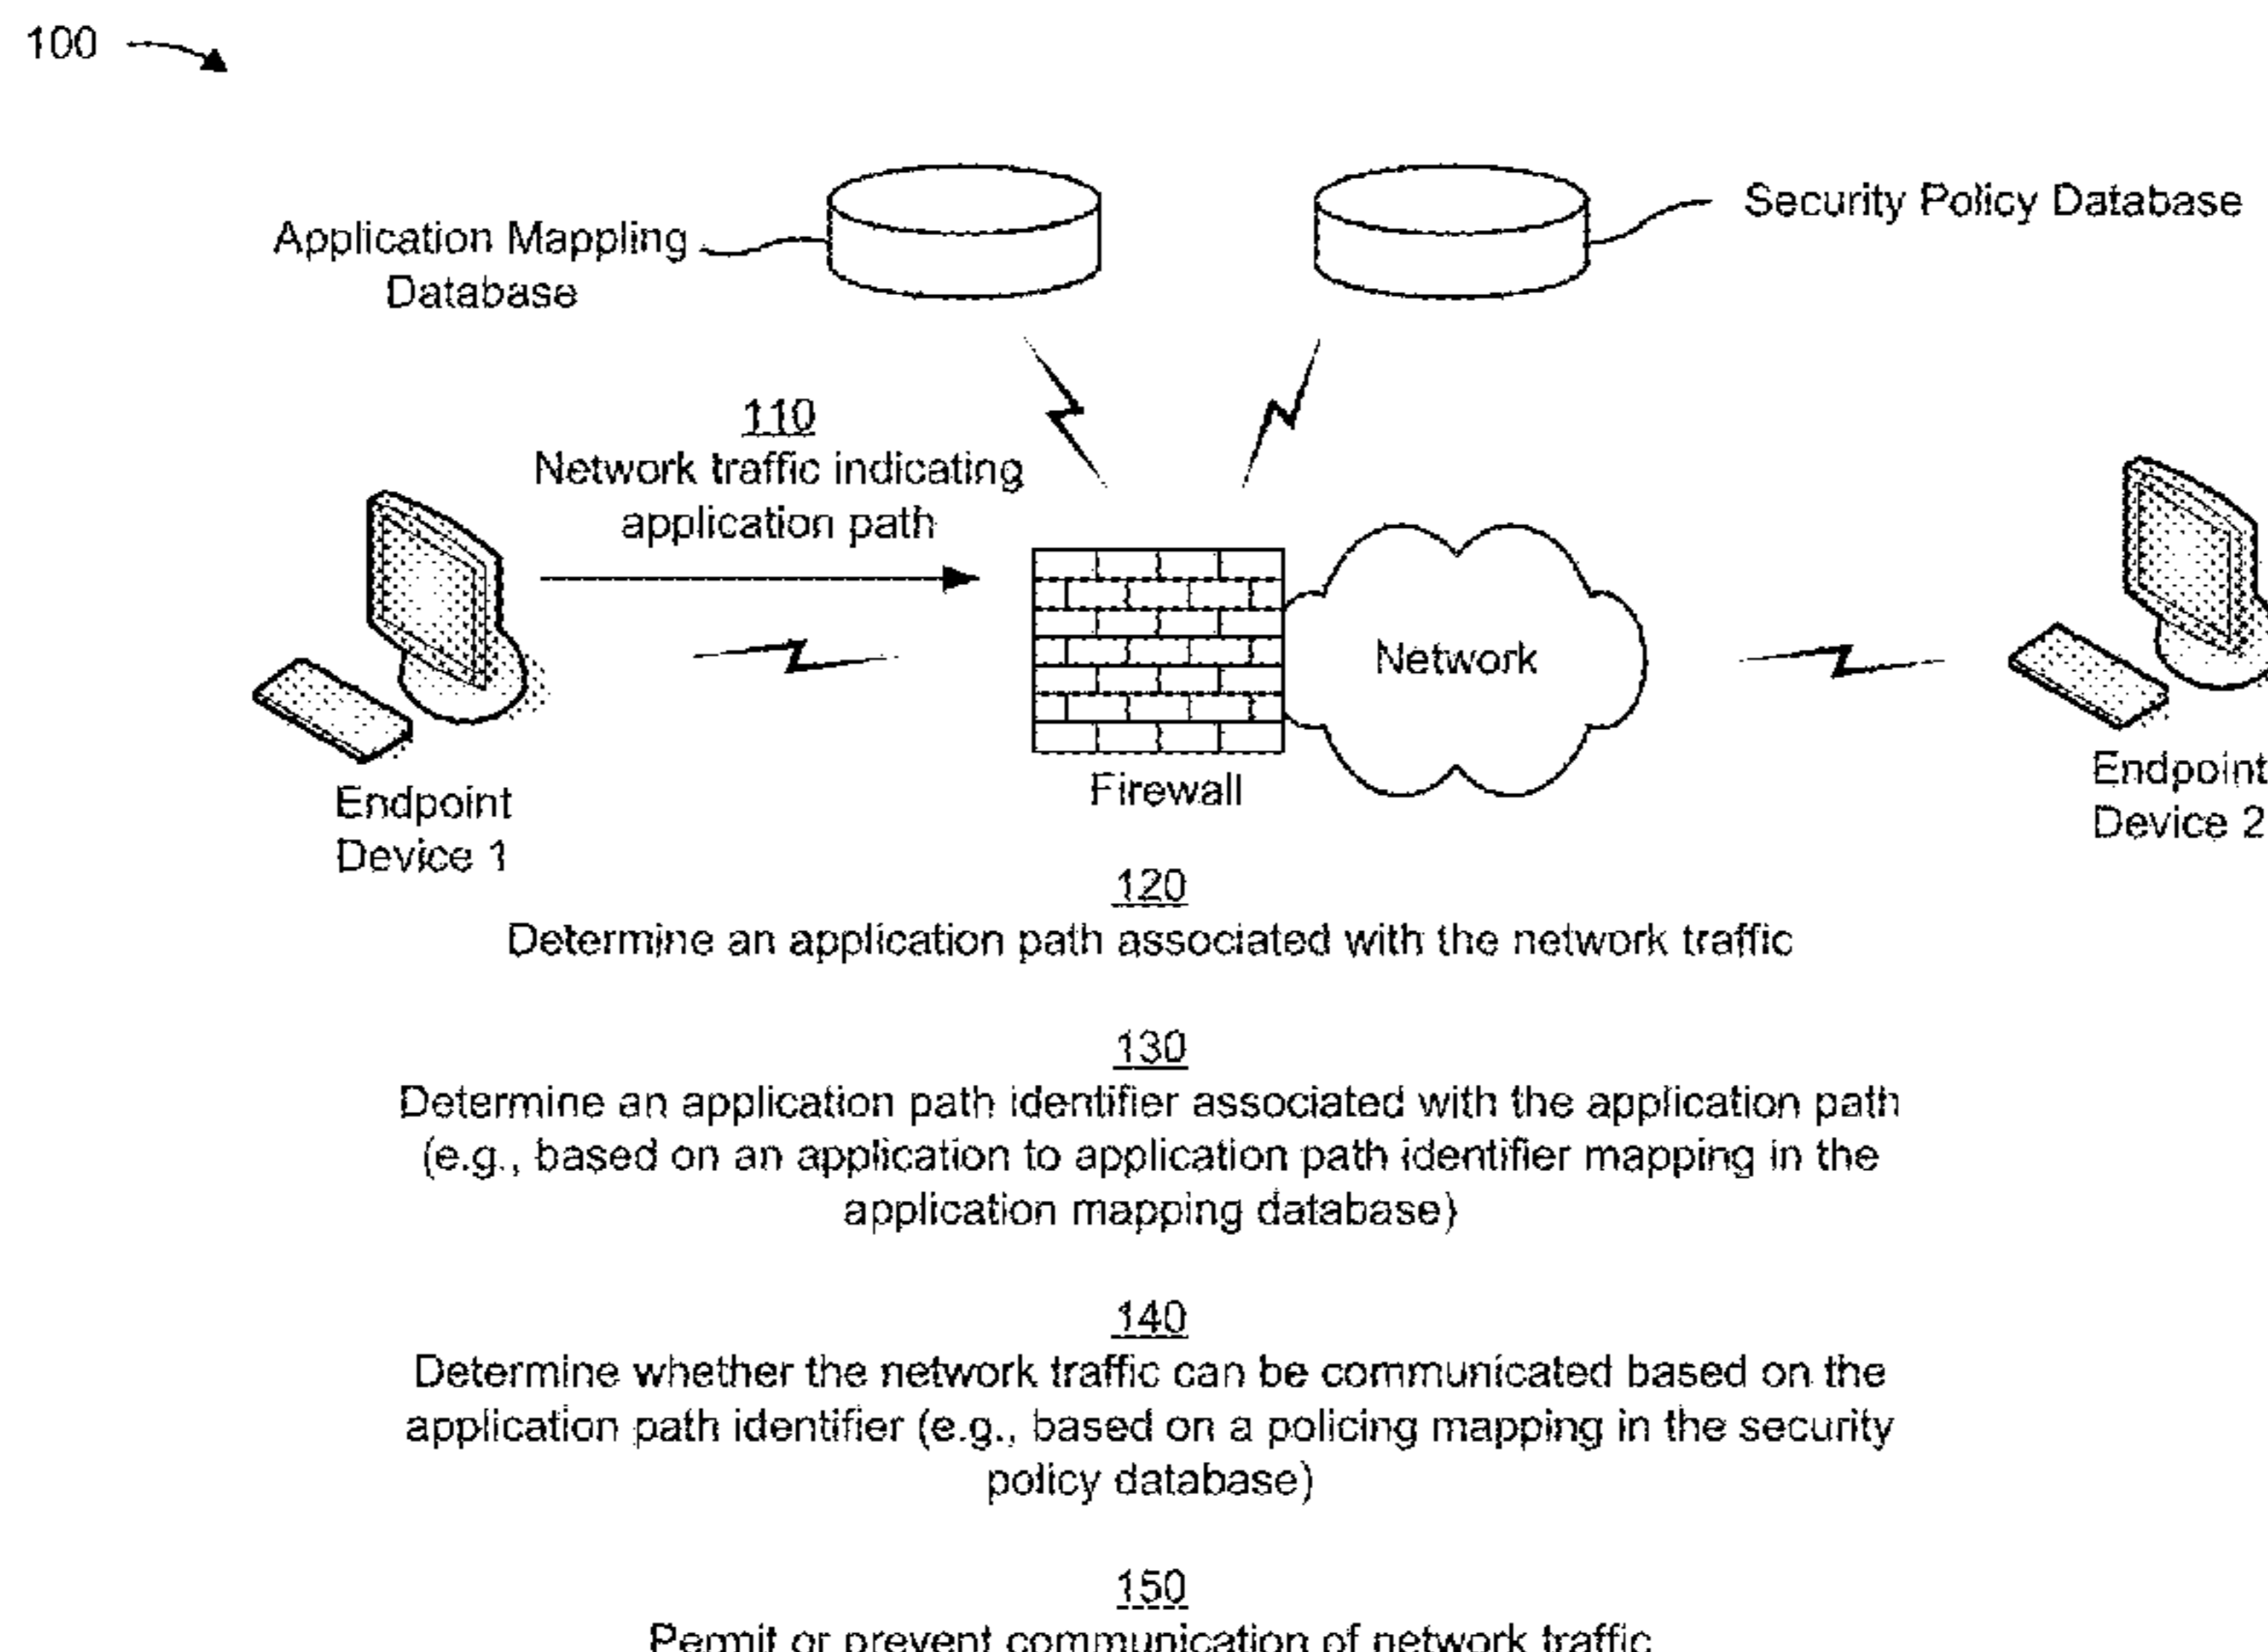 100
Security Policy Database
Application Mappling
Database
110
Network traffic indicating
application path
Network
Firewall
Endpoint
Device 1
Endpoint
Device 2
120
Determine an application path associated with the network traffic
130
Determine an application path identifier associated with the application path
(e.g., based on an application to application path identifier mapping in the
application mapping database)
140
Determine whether the network traffic can be communicated based on the
application path identifier (e.g., based on a policing mapping in the security
policy database)
150
Permit or prevent communication of network traffic